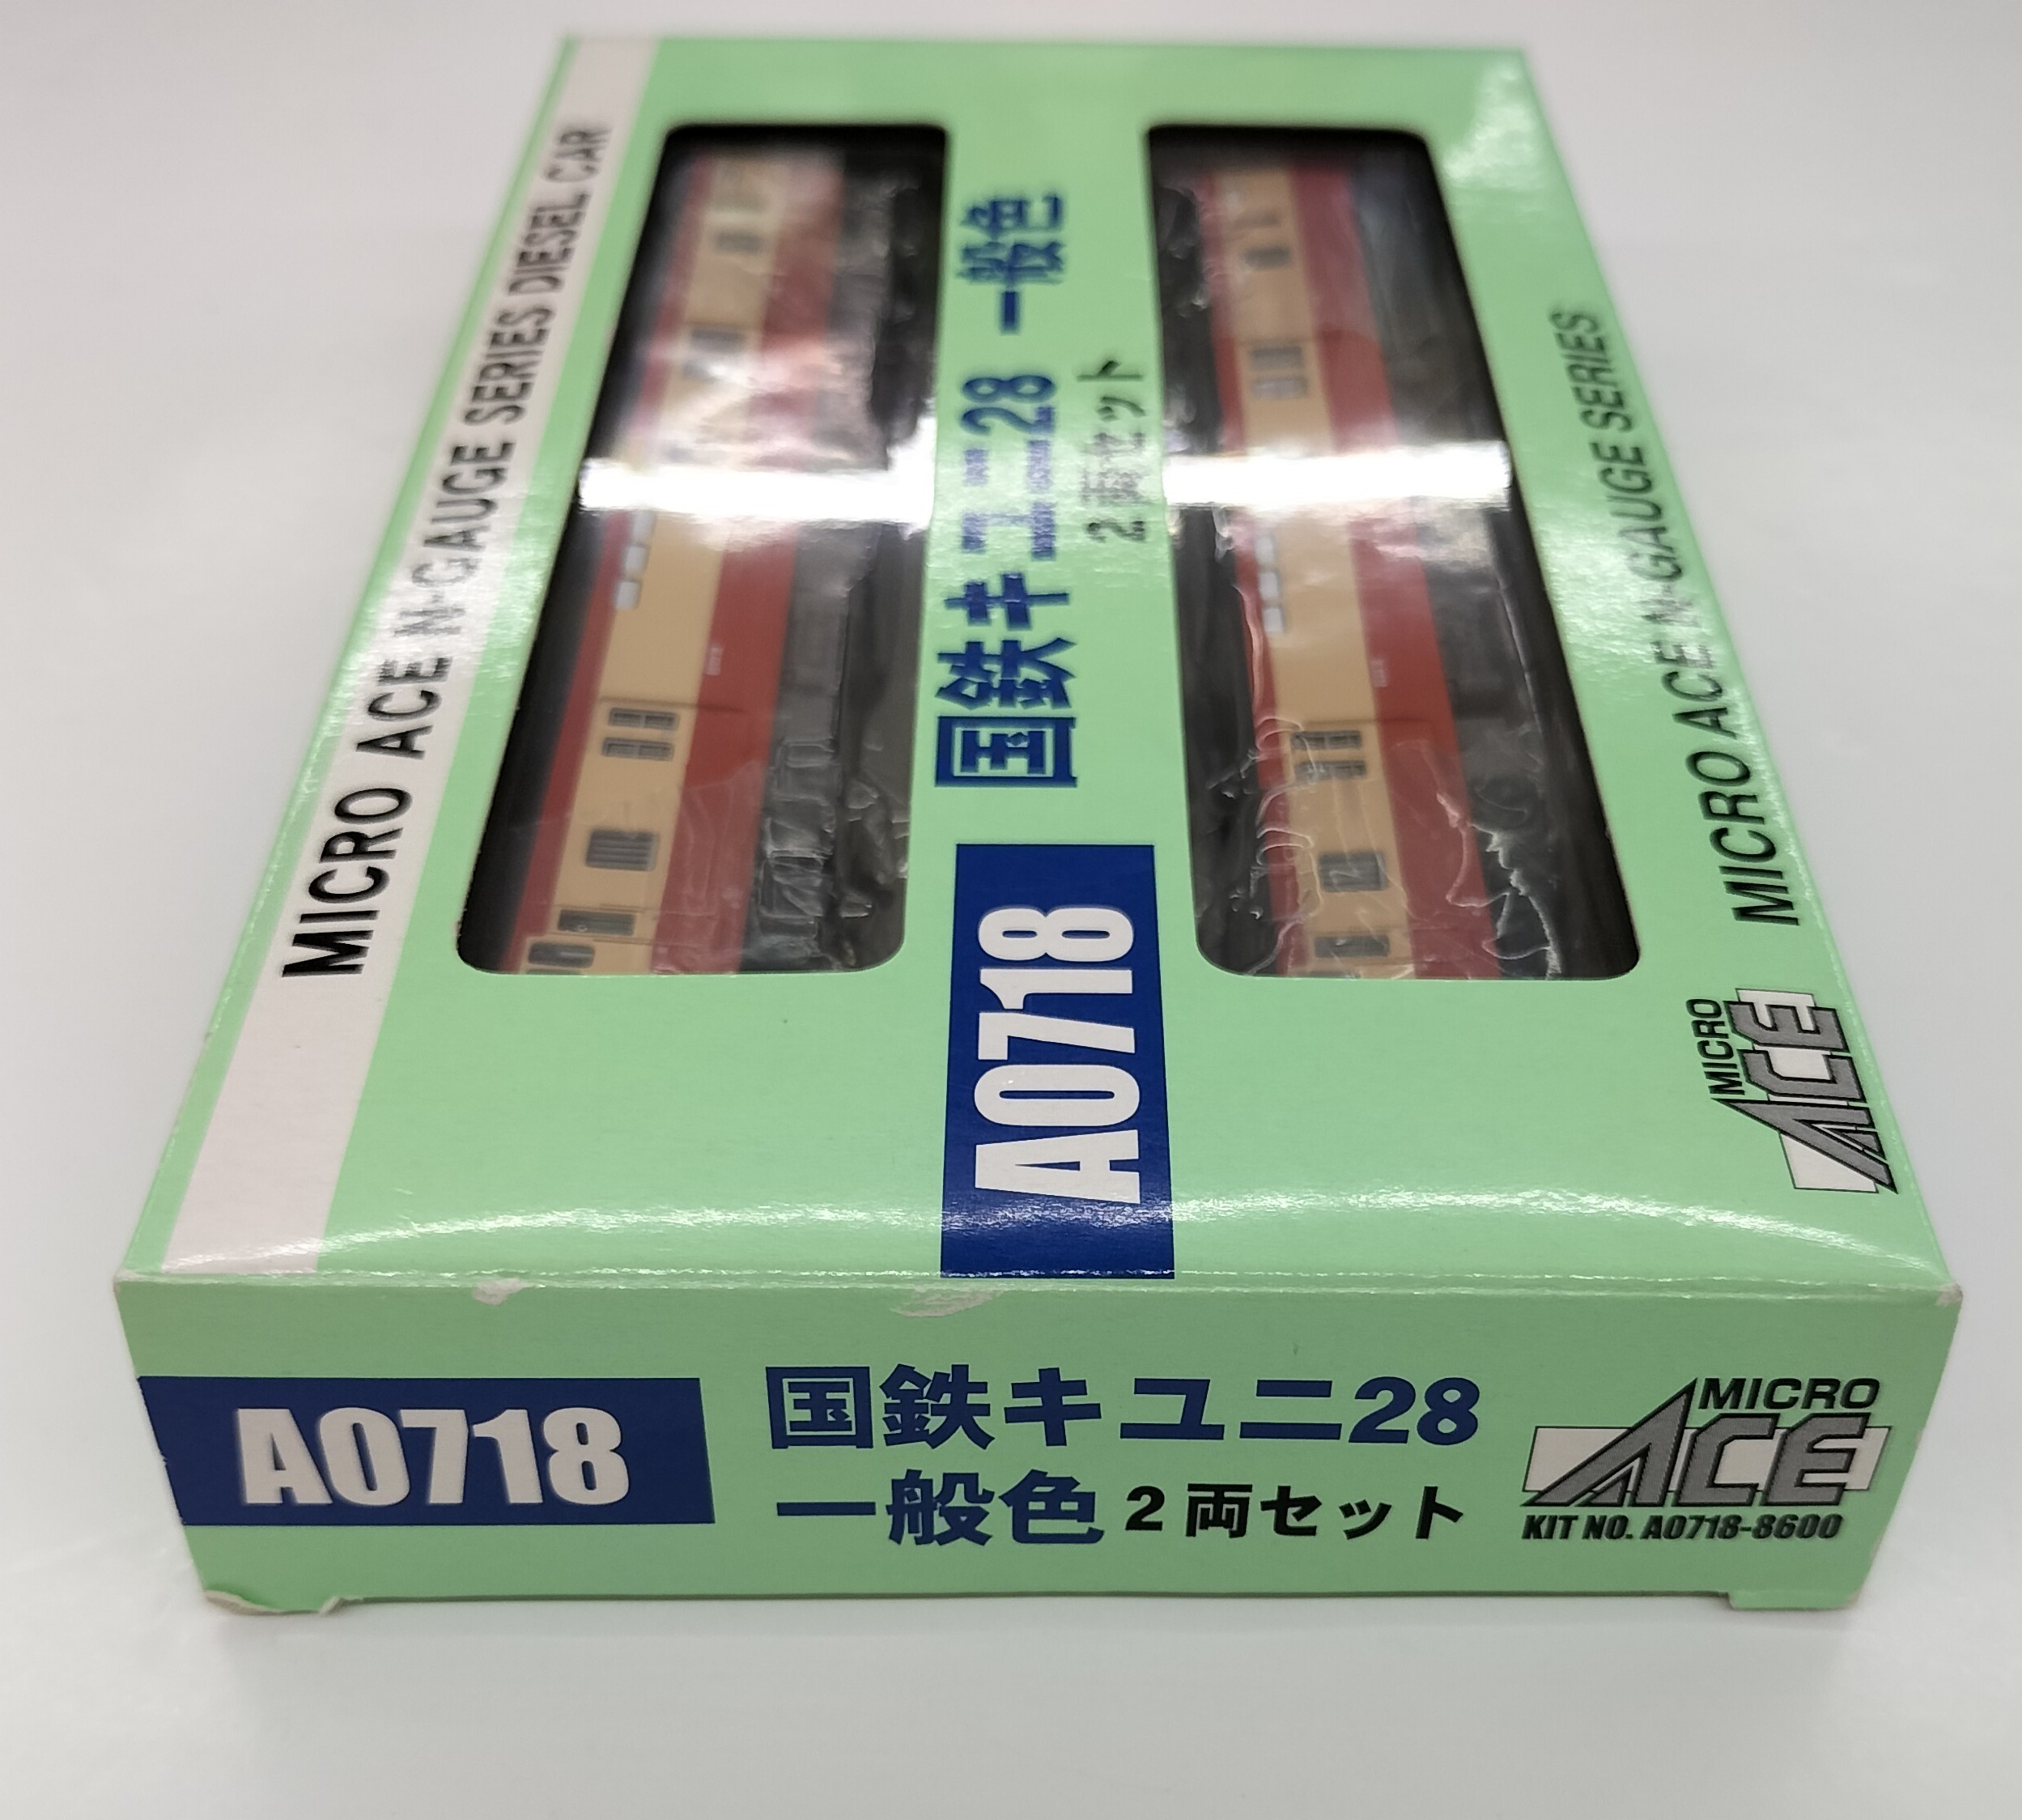 MICRO ACE N-GAUGE SERIES DIESEL CAR
国鉄キユニ28 一般色
2両セット
A0718
MICRO ACE N-GAUGE SERIES
MICRO
ACE
A0718
国鉄キユニ28
一般色 2両セット
MICRO
ACE
KIT NO. A0718-8600